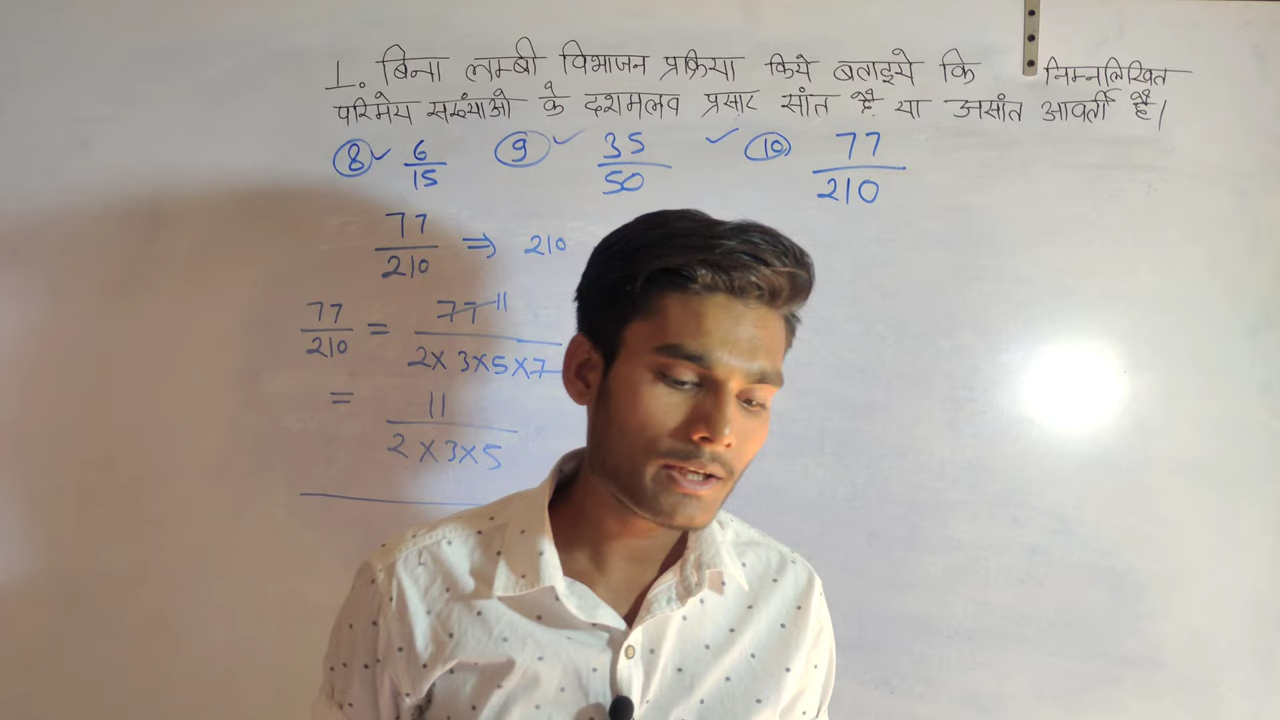 1. बिना लम्बी विभाजन प्रक्रिया किये बताइये कि निम्नलिखित
परिमेय सख्ंयाओ के दशमलव प्रसार सांत है या असांत आवर्ती है।
8 6/15 9 35/50 10 77/210
77/210 ⇒ 210
77/210 = 77 11/2×3×5×7
= 11/2×3×5